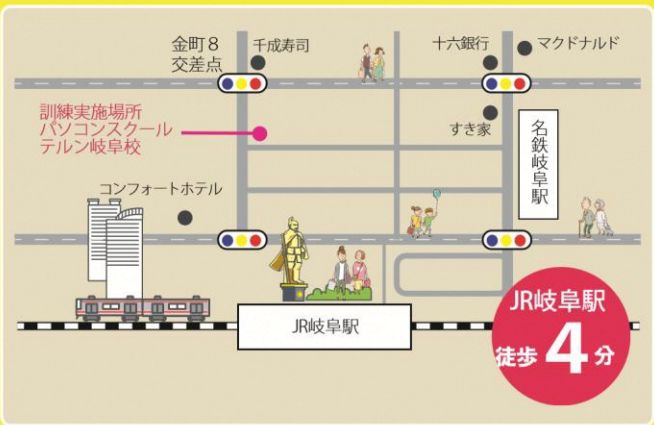 金町8
交差点
千成寿司
十六銀行
マクドナルド
訓練実施場所
パソコンスクール
テルン岐阜校
すき家
名鉄岐阜駅
コンフォートホテル
JR岐阜駅
JR岐阜駅
徒歩4分